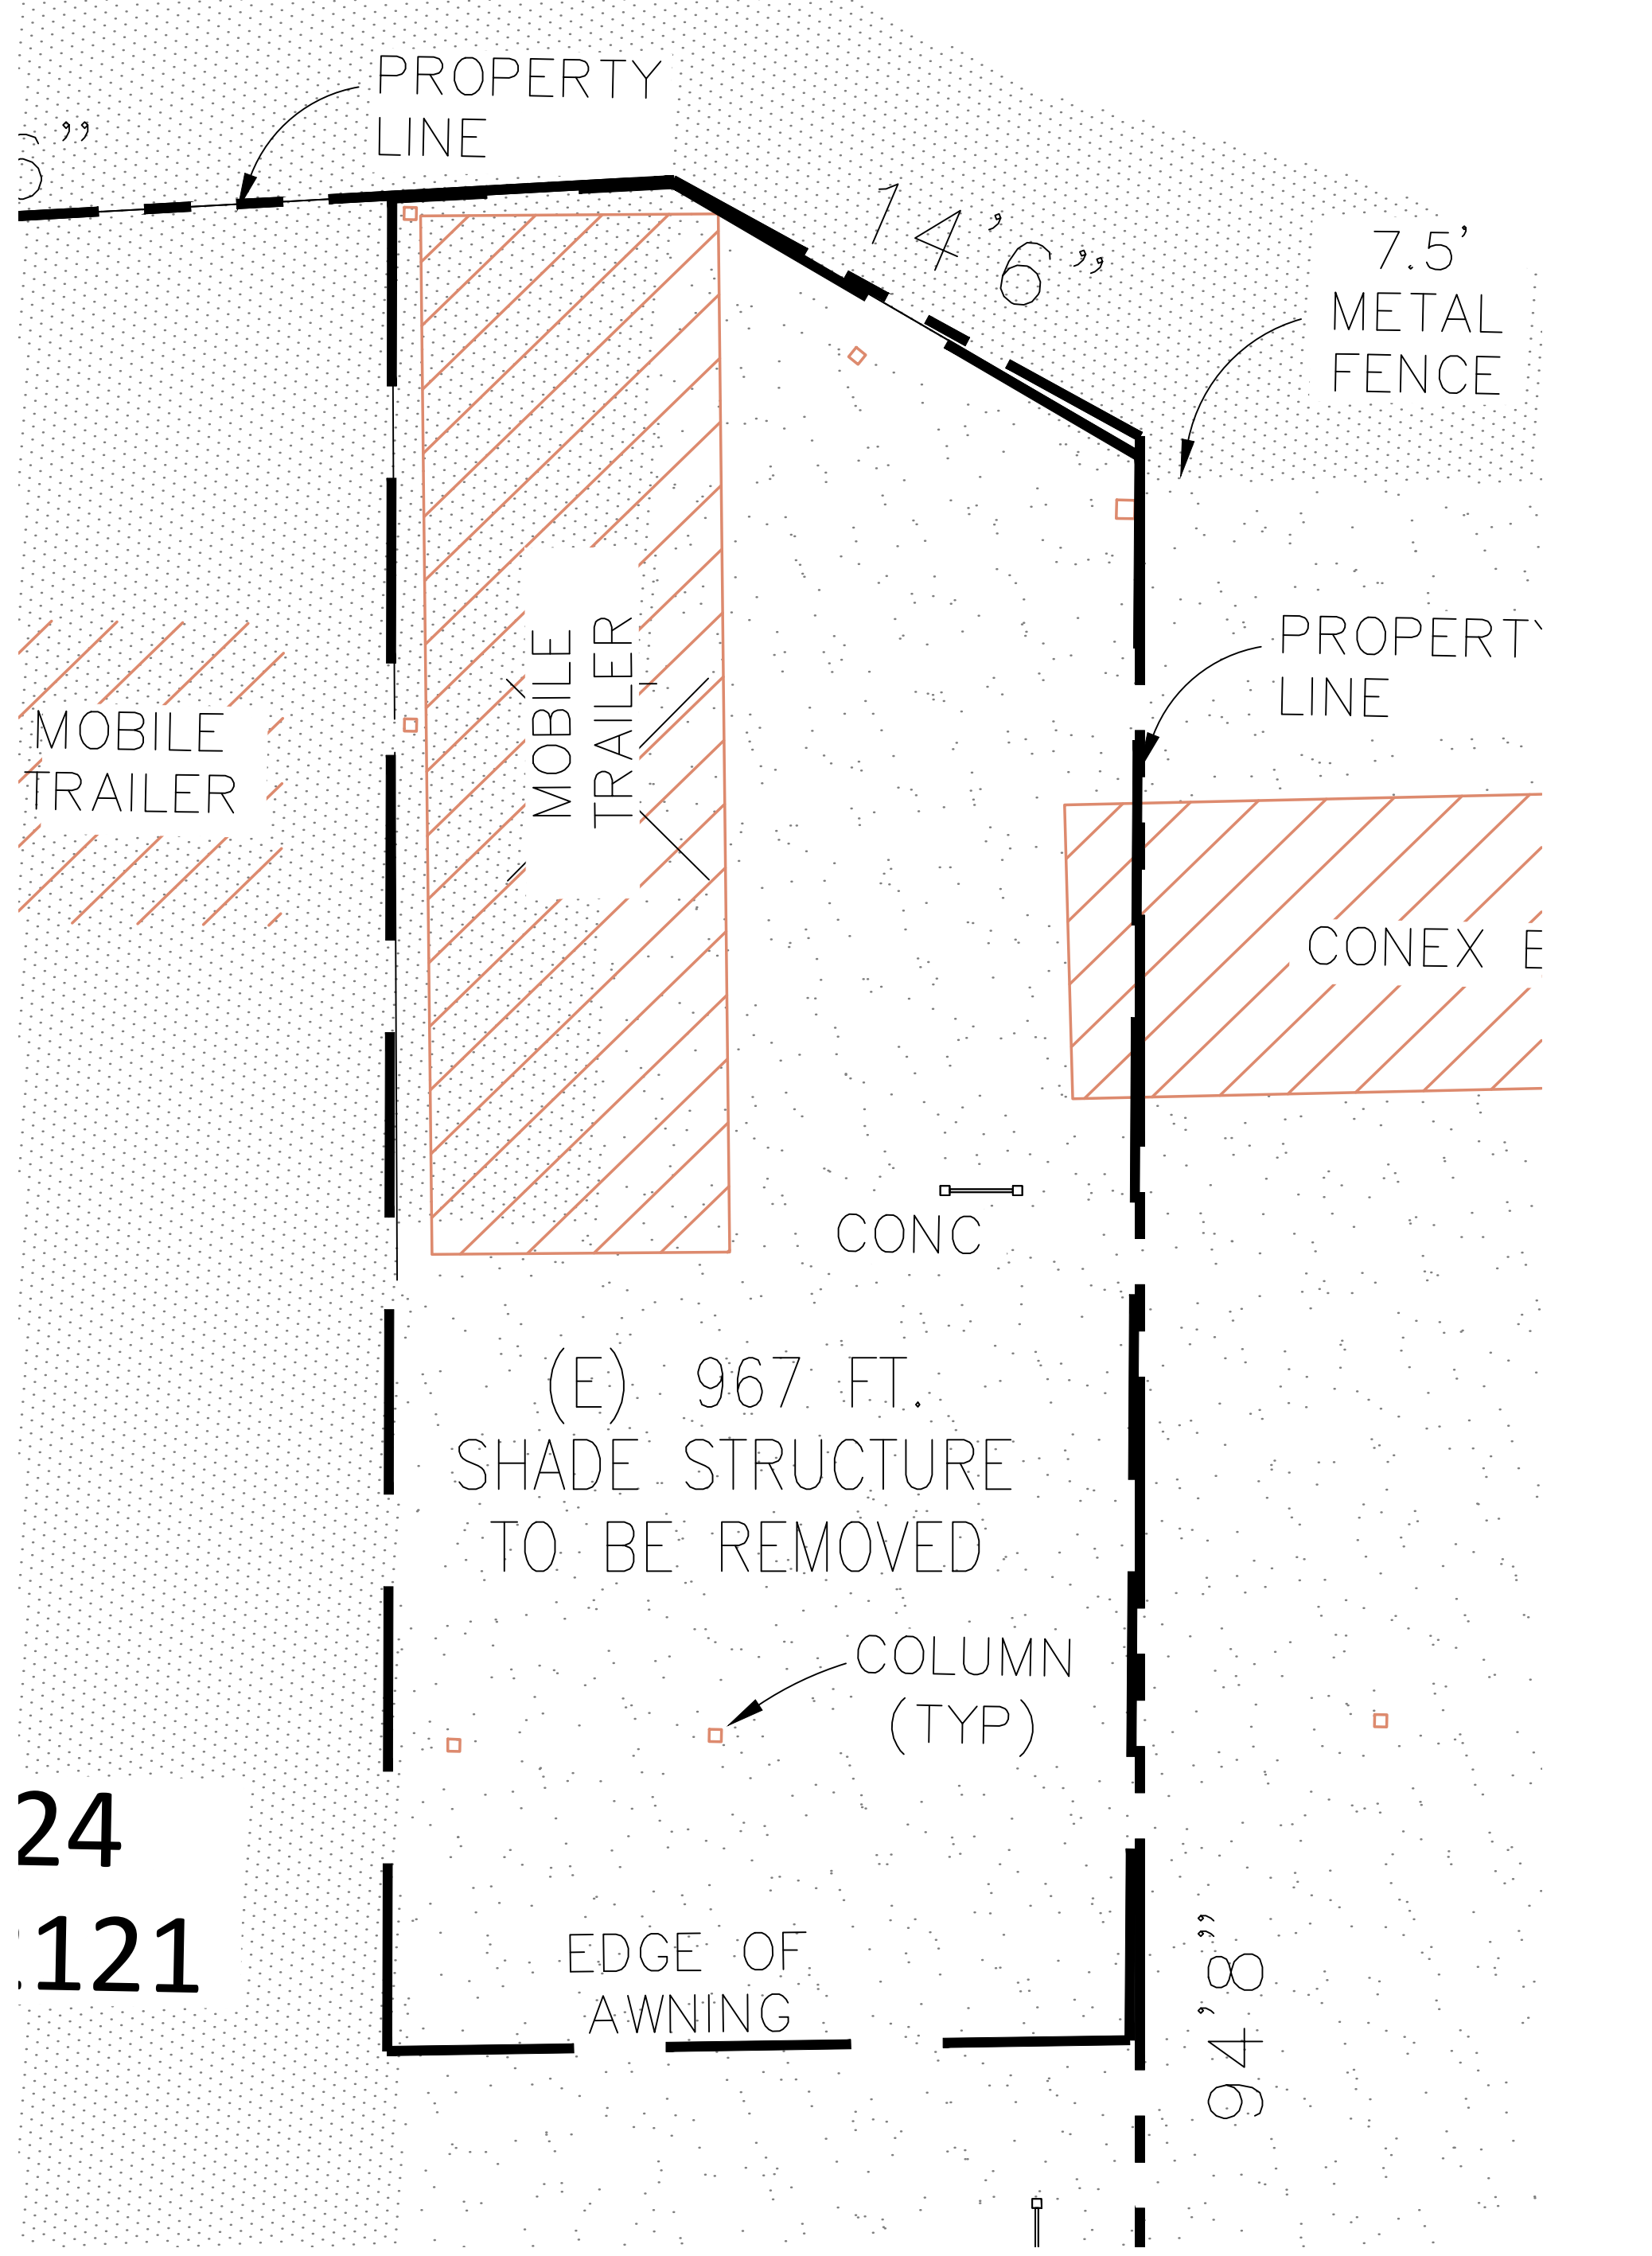 PROPERTY
LINE
14'6"
7.5'
METAL
FENCE
PROPERTY
LINE
MOBILE
TRAILER
MOBILE
TRAILER
CONEX
CONC
(E) 967 FT.
SHADE STRUCTURE
TO BE REMOVED
COLUMN
(TYP)
24
121
EDGE OF
AWNING
94'8"